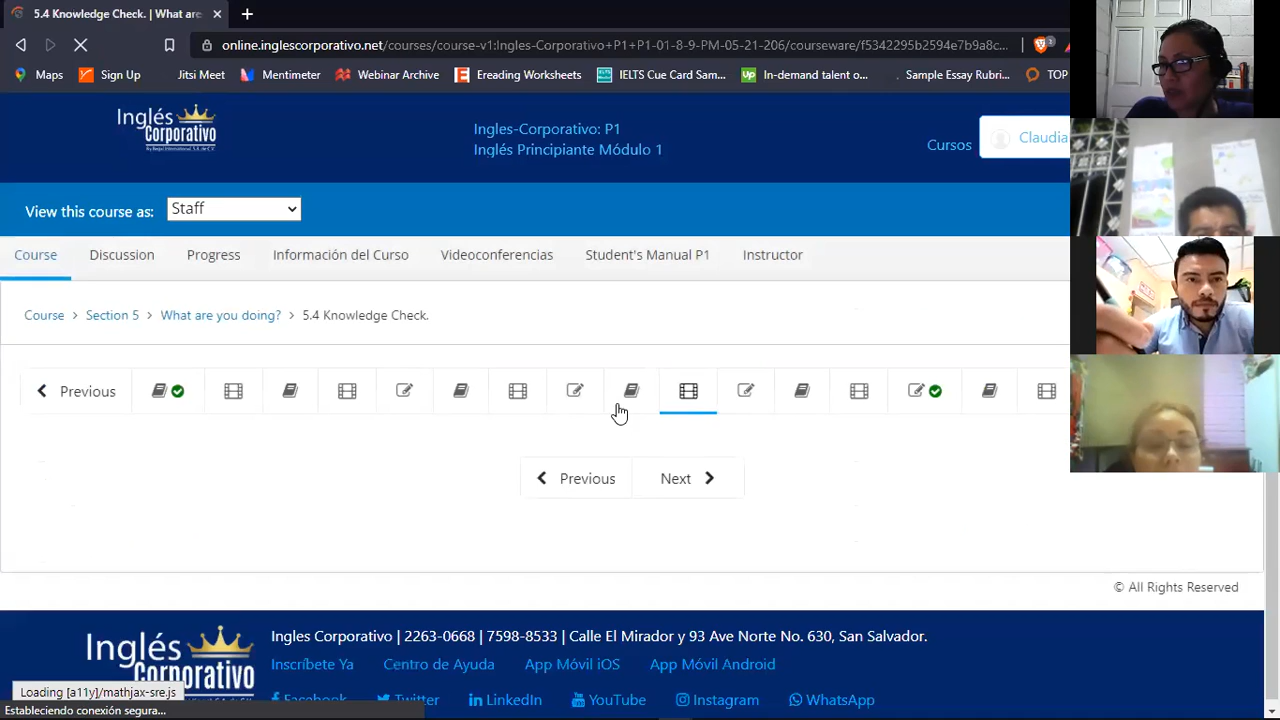 5.4 Knowledge Check. | What are
online.inglescorporativo.net/courses/course-v1:Ingles-Corporativo+P1+P1-01-8-9-PM-05-21-206/courseware/f5342295b2594e7b9a8c...
Maps Sign Up Jitsi Meet Mentimeter Webinar Archive Ending Wedgets IELTS Cue Card Sam... In-demand talent o... Simple Essay Rubri... TOP
Inglés Corporativo
Ingles-Corporativo: P1
Inglés Principiante Módulo 1
Cursos
Claudia
View this course as: Staff
Course Discussion Progress Información del Curso Videoconferencias Student's Manual P1 Instructor
Course > Section 5 > What are you doing? > 5.4 Knowledge Check.
Previous
Previous Next
© All Rights Reserved
Inglés Corporativo
Ingles Corporativo | 2263-0668 | 7598-8533 | Calle El Mirador y 93 Ave Norte No. 630, San Salvador.
Inscríbete Ya Centro de Ayuda App Móvil iOS App Móvil Android
Facebook Twitter LinkedIn YouTube Instagram WhatsApp
Loading [a11y]/mathjax-sre.js
Estableciendo conexión segura...